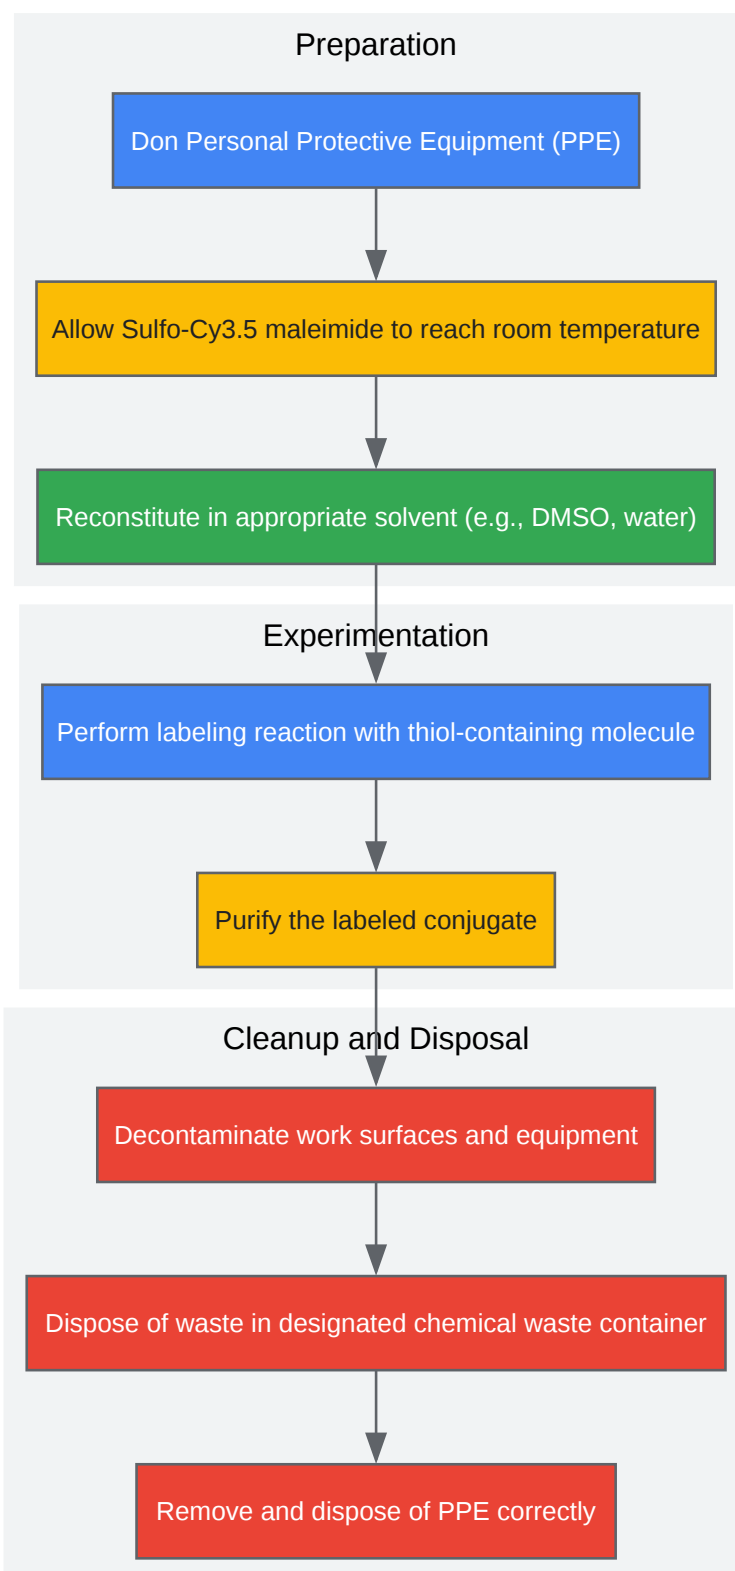 Preparation
Don Personal Protective Equipment (PPE)
Allow Sulfo-Cy3.5 maleimide to reach room temperature
Reconstitute in appropriate solvent (e.g., DMSO, water)
Experimentation
Perform labeling reaction with thiol-containing molecule
Purify the labeled conjugate
Cleanup and Disposal
Decontaminate work surfaces and equipment
Dispose of waste in designated chemical waste container
Remove and dispose of PPE correctly